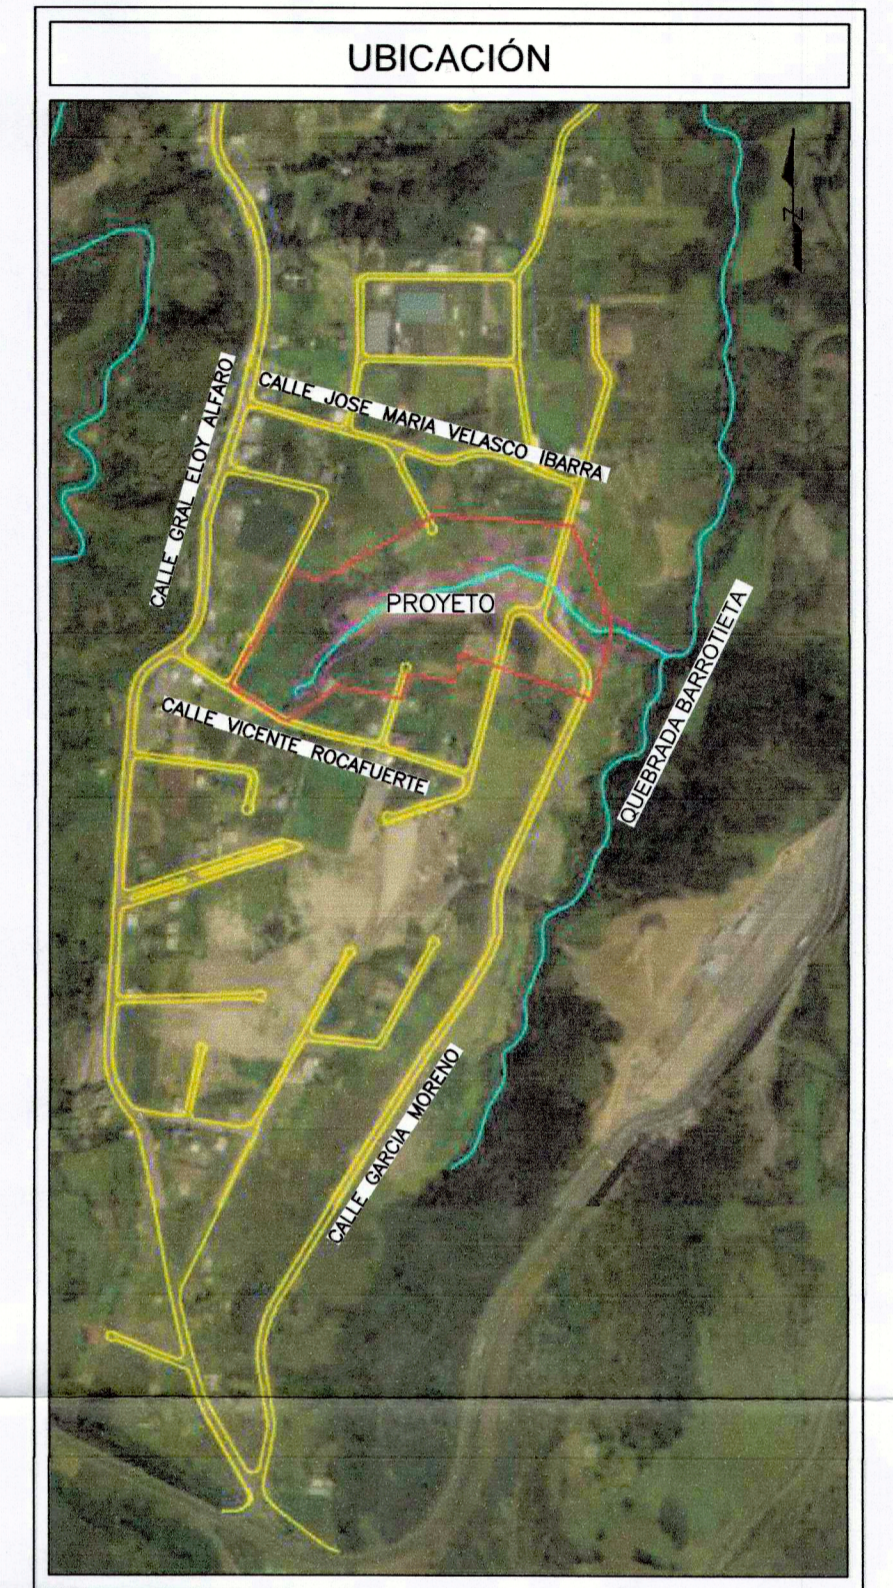 UBICACIÓN
N
CALLE GRAL ELOY ALFARO
CALLE JOSE MARIA VELASCO IBARRA
PROYETO
QUEBRADA BARROTIETA
CALLE VICENTE ROCAFUERTE
CALLE GARCIA MORENO